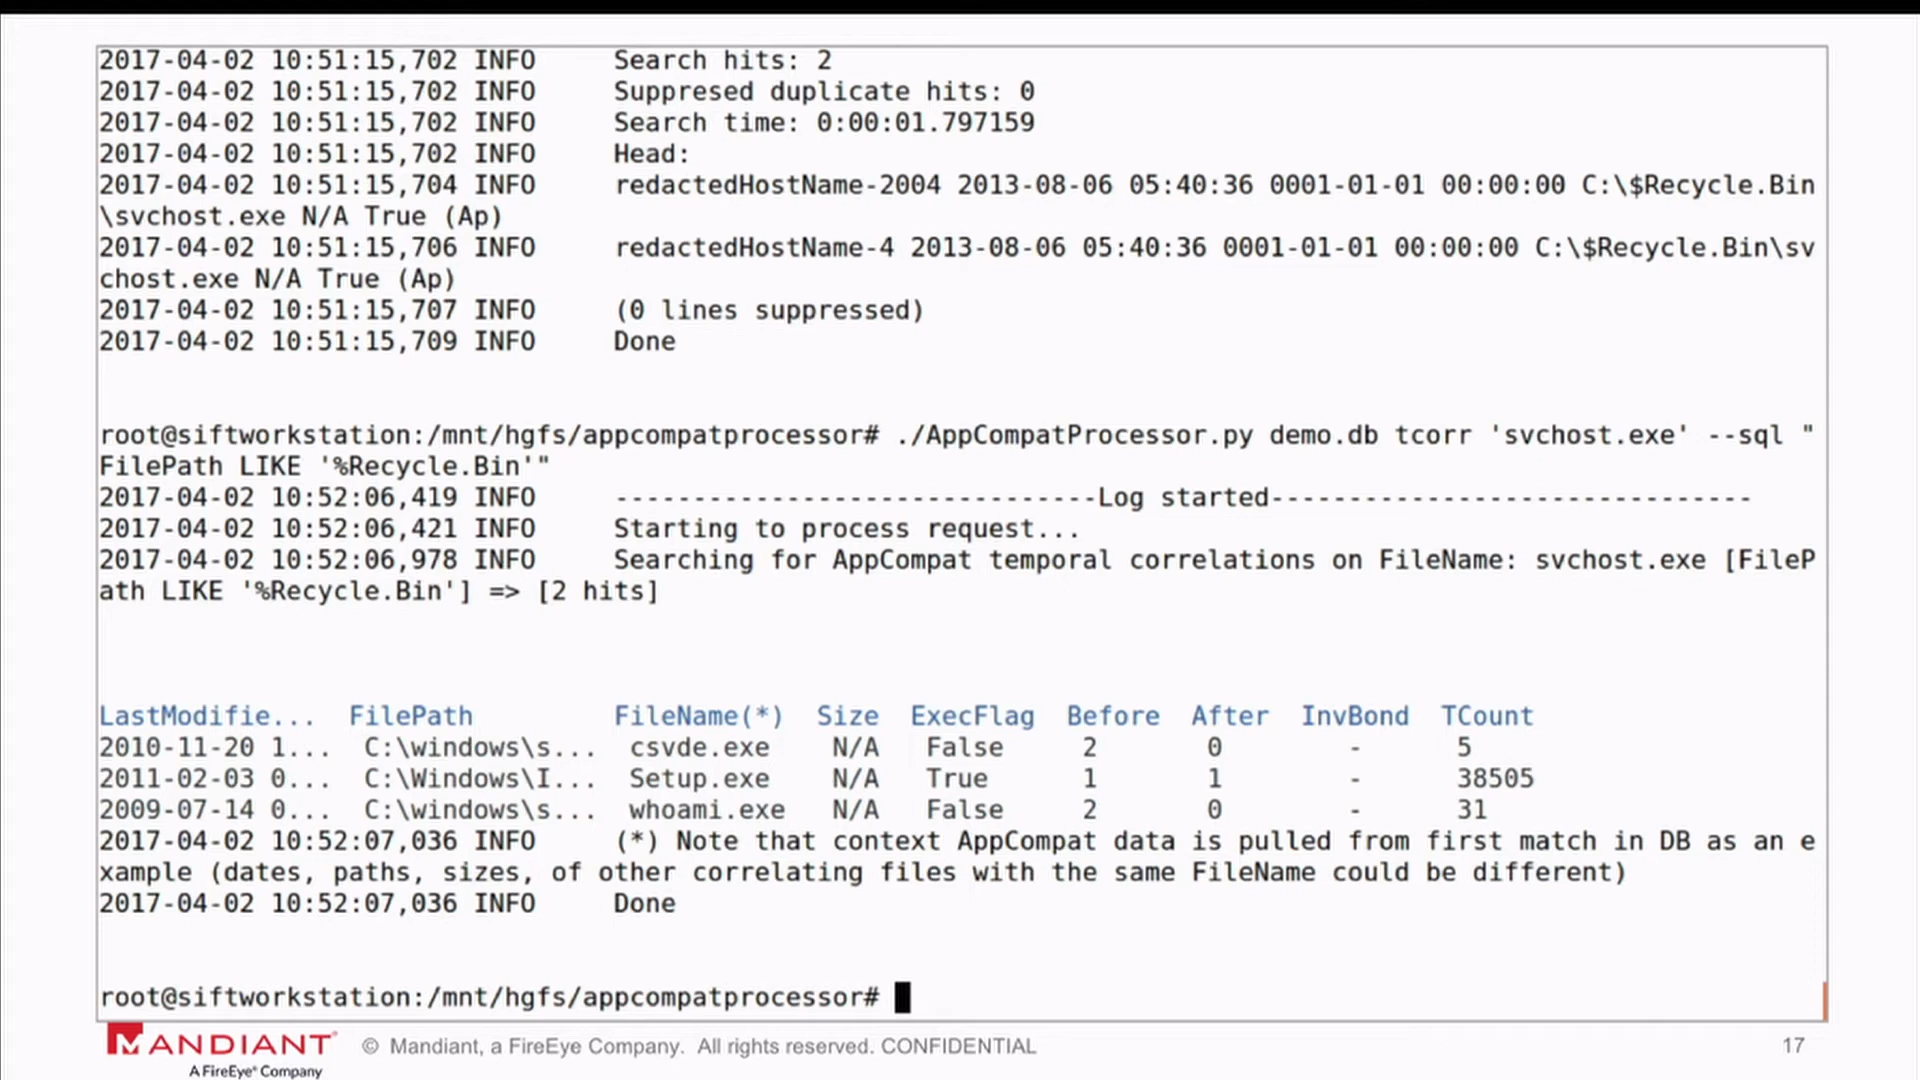 2017-04-02 10:51:15,702 INFO     Search hits: 2
2017-04-02 10:51:15,702 INFO     Suppresed duplicate hits: 0
2017-04-02 10:51:15,702 INFO     Search time: 0:00:01.797159
2017-04-02 10:51:15,702 INFO     Head:
2017-04-02 10:51:15,704 INFO     redactedHostName-2004 2013-08-06 05:40:36 0001-01-01 00:00:00 C:\$Recycle.Bin
\svchost.exe N/A True (Ap)
2017-04-02 10:51:15,706 INFO     redactedHostName-4 2013-08-06 05:40:36 0001-01-01 00:00:00 C:\$Recycle.Bin\sv
chost.exe N/A True (Ap)
2017-04-02 10:51:15,707 INFO     (0 lines suppressed)
2017-04-02 10:51:15,709 INFO     Done
root@siftworkstation:/mnt/hgfs/appcompatprocessor# ./AppCompatProcessor.py demo.db tcorr 'svchost.exe' --sql "
FilePath LIKE '%Recycle.Bin'"
2017-04-02 10:52:06,419 INFO     -------------------------------Log started-------------------------------
2017-04-02 10:52:06,421 INFO     Starting to process request...
2017-04-02 10:52:06,978 INFO     Searching for AppCompat temporal correlations on FileName: svchost.exe [FileP
ath LIKE '%Recycle.Bin'] => [2 hits]
LastModifie...  FilePath         FileName(*)  Size  ExecFlag  Before  After  InvBond  TCount
2010-11-20 1...  C:\windows\s...  csvde.exe    N/A   False     2       0        -      5
2011-02-03 0...  C:\Windows\I...  Setup.exe    N/A   True      1       1        -      38505
2009-07-14 0...  C:\windows\s...  whoami.exe   N/A   False     2       0        -      31
2017-04-02 10:52:07,036 INFO     (*) Note that context AppCompat data is pulled from first match in DB as an e
xample (dates, paths, sizes, of other correlating files with the same FileName could be different)
2017-04-02 10:52:07,036 INFO     Done
root@siftworkstation:/mnt/hgfs/appcompatprocessor#
MANDIANT
A FireEye® Company
© Mandiant, a FireEye Company. All rights reserved. CONFIDENTIAL
17